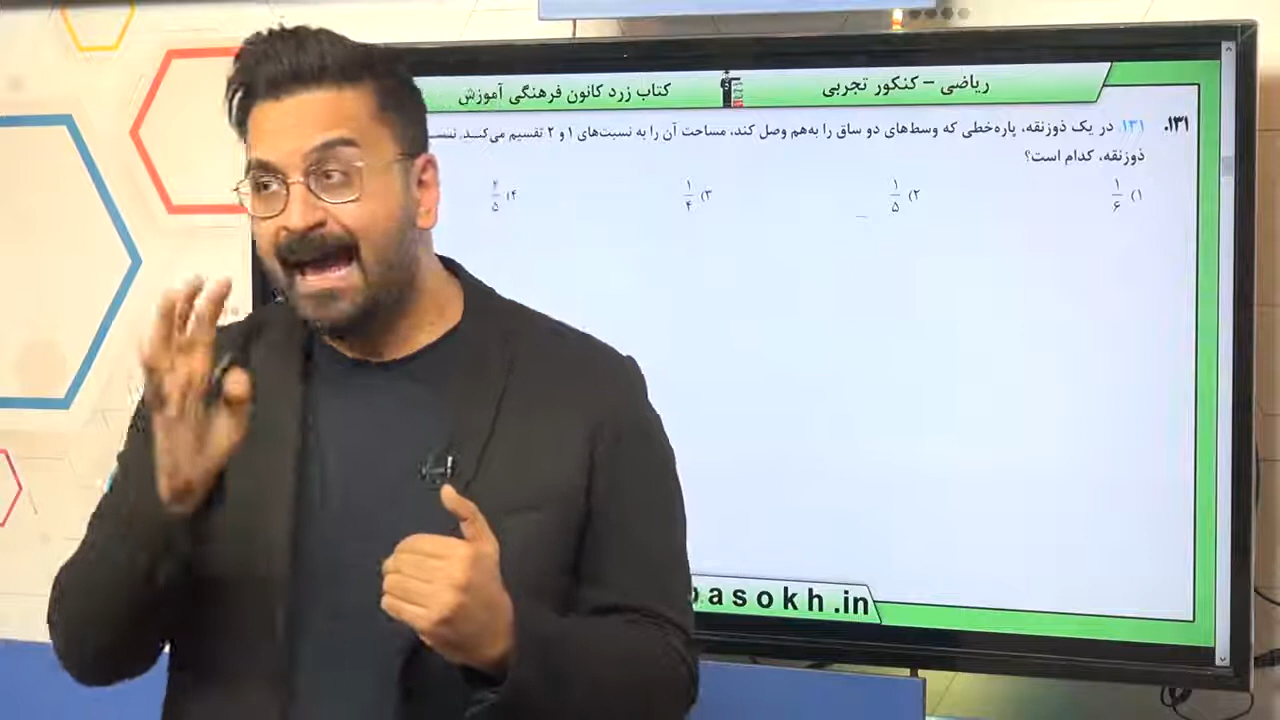 ریاضی – کنکور تجربی
کتاب زرد کانون فرهنگی آموزش
۱۳۱. ۱۳۱. در یک ذوزنقه، پاره‌خطی که وسط‌های دو ساق را به‌هم وصل کند، مساحت آن را به نسبت‌های ۱ و ۲ تقسیم می‌کند.
ذوزنقه، کدام است؟
۱) ۱/۶ ۲) ۱/۵ ۳) ۱/۴ ۴) ۲/۵
asokh.in